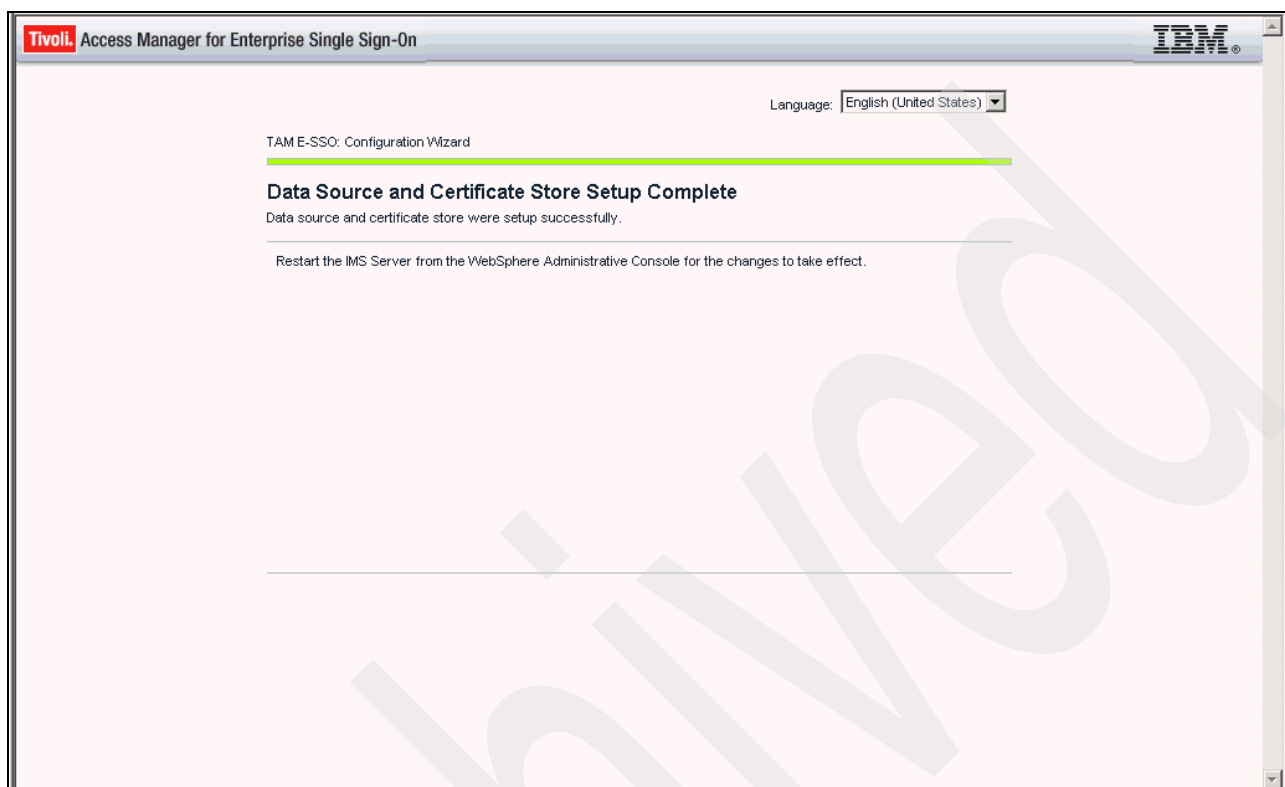 Tivoli. Access Manager for Enterprise Single Sign-On
IBM®
Language: English (United States)
TAM E-SSO: Configuration Wizard
Data Source and Certificate Store Setup Complete
Data source and certificate store were setup successfully.
Restart the IMS Server from the WebSphere Administrative Console for the changes to take effect.
hived